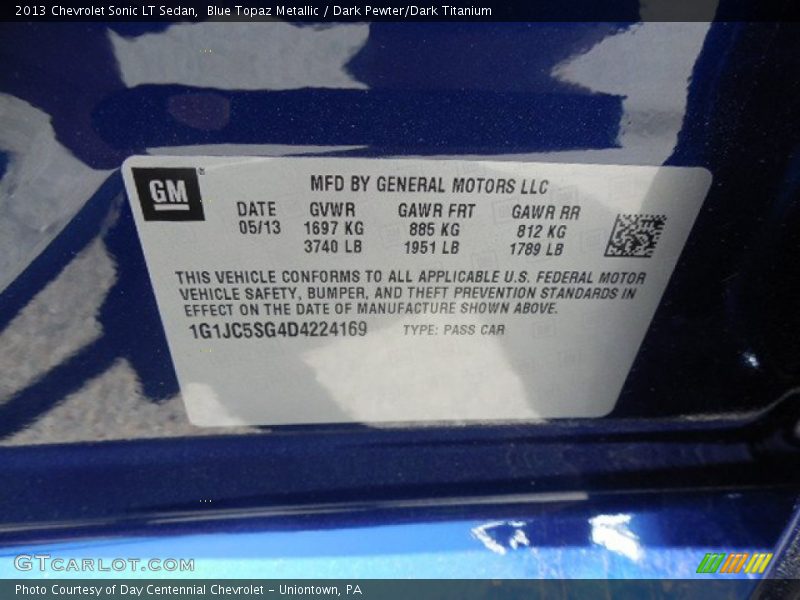 2013 Chevrolet Sonic LT Sedan, Blue Topaz Metallic / Dark Pewter/Dark Titanium
GM
MFD BY GENERAL MOTORS LLC
DATE GVWR GAWR FRT GAWR RR
05/13 1697 KG 885 KG 812 KG
3740 LB 1951 LB 1789 LB
THIS VEHICLE CONFORMS TO ALL APPLICABLE U.S. FEDERAL MOTOR
VEHICLE SAFETY, BUMPER, AND THEFT PREVENTION STANDARDS IN
EFFECT ON THE DATE OF MANUFACTURE SHOWN ABOVE.
1G1JC5SG4D4224169 TYPE: PASS CAR
GTCARLOT.COM
Photo Courtesy of Day Centennial Chevrolet - Uniontown, PA